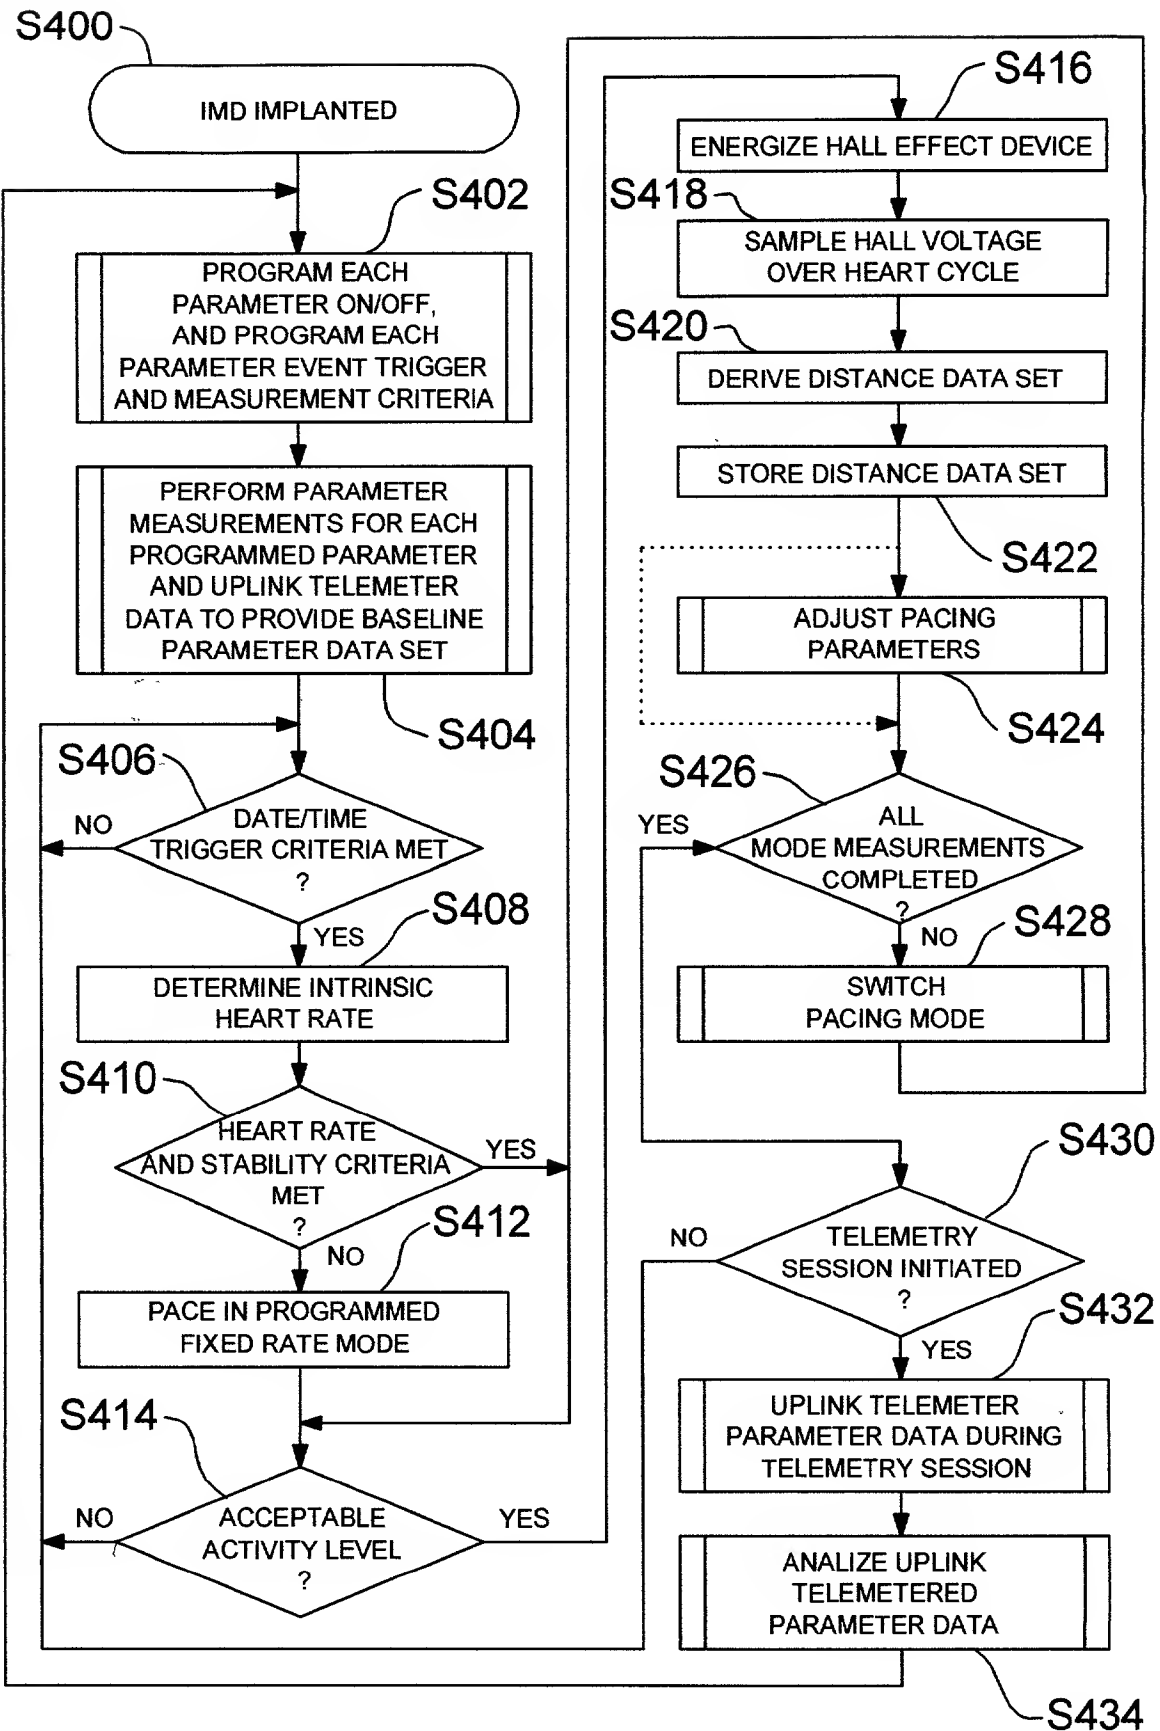 S400
IMD IMPLANTED
S402
PROGRAM EACH
PARAMETER ON/OFF,
AND PROGRAM EACH
PARAMETER EVENT TRIGGER
AND MEASUREMENT CRITERIA
PERFORM PARAMETER
MEASUREMENTS FOR EACH
PROGRAMMED PARAMETER
AND UPLINK TELEMETER
DATA TO PROVIDE BASELINE
PARAMETER DATA SET
S404
S406
NO
DATE/TIME
TRIGGER CRITERIA MET
?
YES
S408
DETERMINE INTRINSIC
HEART RATE
S410
HEART RATE
AND STABILITY CRITERIA
MET
?
YES
NO
S412
PACE IN PROGRAMMED
FIXED RATE MODE
S414
NO
ACCEPTABLE
ACTIVITY LEVEL
?
YES
S416
ENERGIZE HALL EFFECT DEVICE
S418
SAMPLE HALL VOLTAGE
OVER HEART CYCLE
S420
DERIVE DISTANCE DATA SET
STORE DISTANCE DATA SET
S422
ADJUST PACING
PARAMETERS
S424
S426
YES
ALL
MODE MEASUREMENTS
COMPLETED
?
NO
S428
SWITCH
PACING MODE
S430
NO
TELEMETRY
SESSION INITIATED
?
YES
S432
UPLINK TELEMETER
PARAMETER DATA DURING
TELEMETRY SESSION
ANALIZE UPLINK
TELEMETERED
PARAMETER DATA
S434